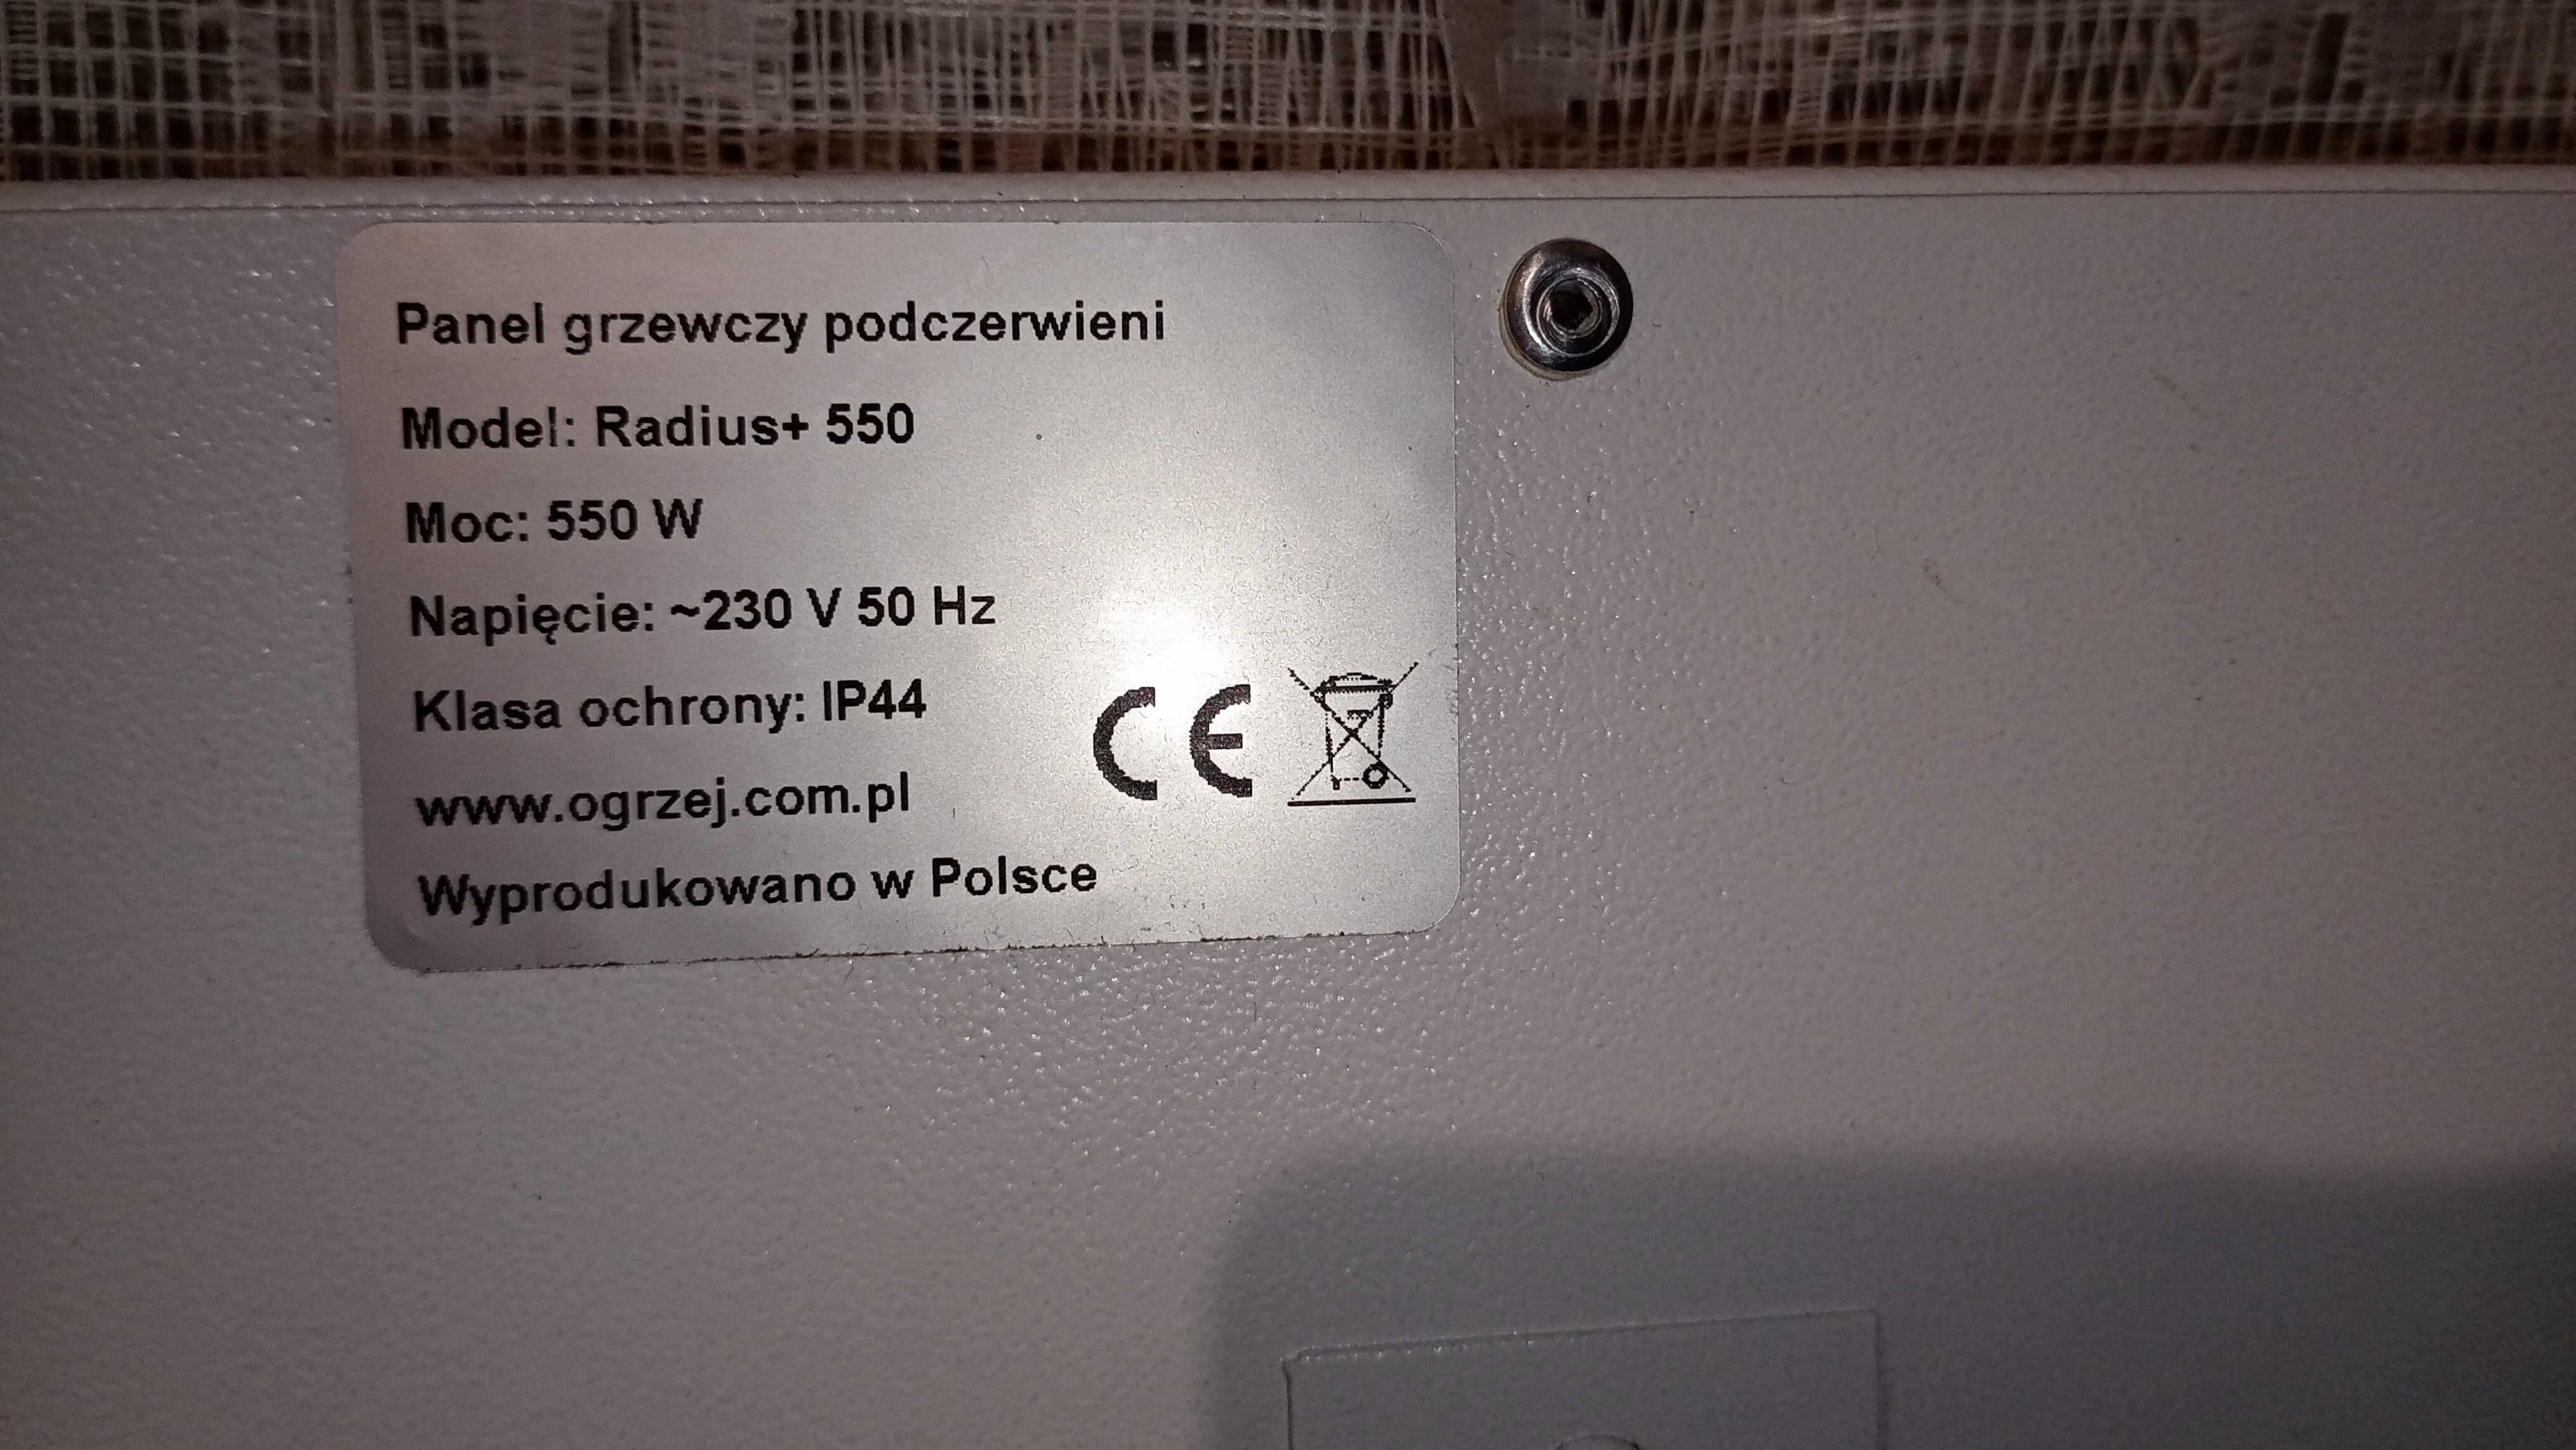 Panel grzewczy podczerwieni
Model: Radius+ 550
Moc: 550 W
Napięcie: ~230 V 50 Hz
Klasa ochrony: IP44
CE
www.ogrzej.com.pl
Wyprodukowano w Polsce